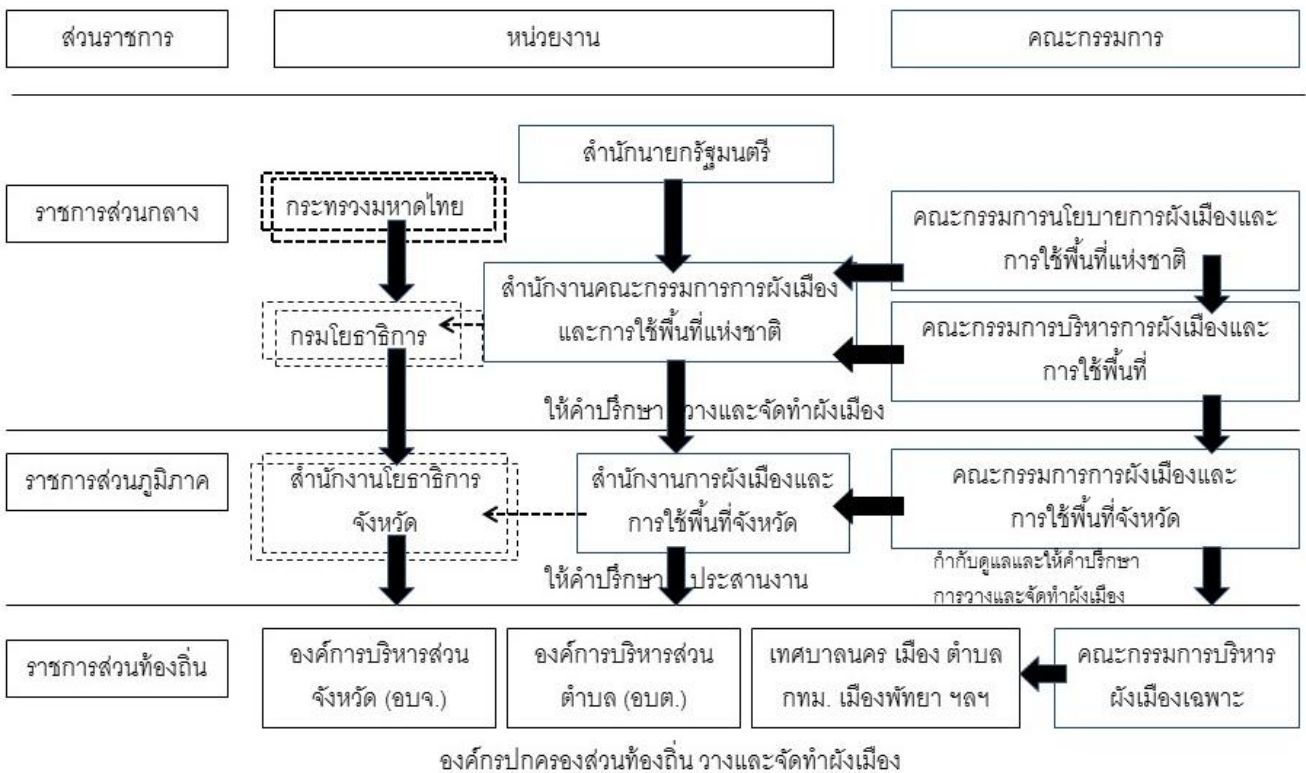 ส่วนราชการ
หน่วยงาน
คณะกรรมการ
ราชการส่วนกลาง
กระทรวงมหาดไทย
สำนักนายกรัฐมนตรี
คณะกรรมการนโยบายการผังเมืองและ
การใช้พื้นที่แห่งชาติ
กรมโยธาธิการ
สำนักงานคณะกรรมการการผังเมือง
และการใช้พื้นที่แห่งชาติ
คณะกรรมการบริหารการผังเมืองและ
การใช้พื้นที่
ให้คำปรึกษา วางและจัดทำผังเมือง
ราชการส่วนภูมิภาค
สำนักงานโยธาธิการ
จังหวัด
สำนักงานการผังเมืองและ
การใช้พื้นที่จังหวัด
คณะกรรมการการผังเมืองและ
การใช้พื้นที่จังหวัด
ให้คำปรึกษา ประสานงาน
กำกับดูแลและให้คำปรึกษา
การวางและจัดทำผังเมือง
ราชการส่วนท้องถิ่น
องค์การบริหารส่วน
จังหวัด (อบจ.)
องค์การบริหารส่วน
ตำบล (อบต.)
เทศบาลนคร เมือง ตำบล
กทม. เมืองพัทยา ฯลฯ
คณะกรรมการบริหาร
ผังเมืองเฉพาะ
องค์กรปกครองส่วนท้องถิ่น วางและจัดทำผังเมือง